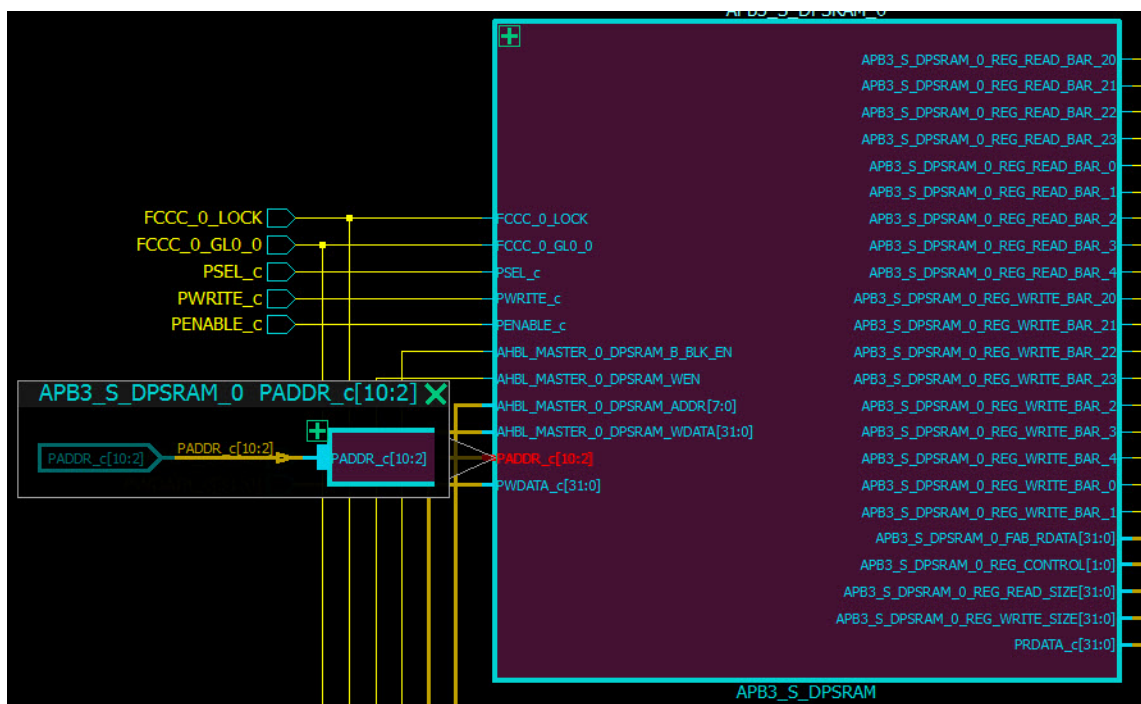 APB3_S_DPSRAM_0
APB3_S_DPSRAM_0_REG_READ_BAR_20
APB3_S_DPSRAM_0_REG_READ_BAR_21
APB3_S_DPSRAM_0_REG_READ_BAR_22
APB3_S_DPSRAM_0_REG_READ_BAR_23
APB3_S_DPSRAM_0_REG_READ_BAR_0
APB3_S_DPSRAM_0_REG_READ_BAR_1
FCCC_0_LOCK FCCC_0_LOCK APB3_S_DPSRAM_0_REG_READ_BAR_2
FCCC_0_GL0_0 FCCC_0_GL0_0 APB3_S_DPSRAM_0_REG_READ_BAR_3
PSEL_c PSEL_c APB3_S_DPSRAM_0_REG_READ_BAR_4
PWRITE_c PWRITE_c APB3_S_DPSRAM_0_REG_WRITE_BAR_20
PENABLE_c PENABLE_c APB3_S_DPSRAM_0_REG_WRITE_BAR_21
AHBL_MASTER_0_DPSRAM_B_BLK_EN APB3_S_DPSRAM_0_REG_WRITE_BAR_22
AHBL_MASTER_0_DPSRAM_WEN APB3_S_DPSRAM_0_REG_WRITE_BAR_23
APB3_S_DPSRAM_0 PADDR_c[10:2]
AHBL_MASTER_0_DPSRAM_ADDR[7:0] APB3_S_DPSRAM_0_REG_WRITE_BAR_2
AHBL_MASTER_0_DPSRAM_WDATA[31:0] APB3_S_DPSRAM_0_REG_WRITE_BAR_3
PADDR_c[10:2] PADDR_c[10:2] PADDR_c[10:2] PADDR_c[10:2] APB3_S_DPSRAM_0_REG_WRITE_BAR_4
PWDATA_c[31:0] APB3_S_DPSRAM_0_REG_WRITE_BAR_0
APB3_S_DPSRAM_0_REG_WRITE_BAR_1
APB3_S_DPSRAM_0_FAB_RDATA[31:0]
APB3_S_DPSRAM_0_REG_CONTROL[1:0]
APB3_S_DPSRAM_0_REG_READ_SIZE[31:0]
APB3_S_DPSRAM_0_REG_WRITE_SIZE[31:0]
PRDATA_c[31:0]
APB3_S_DPSRAM